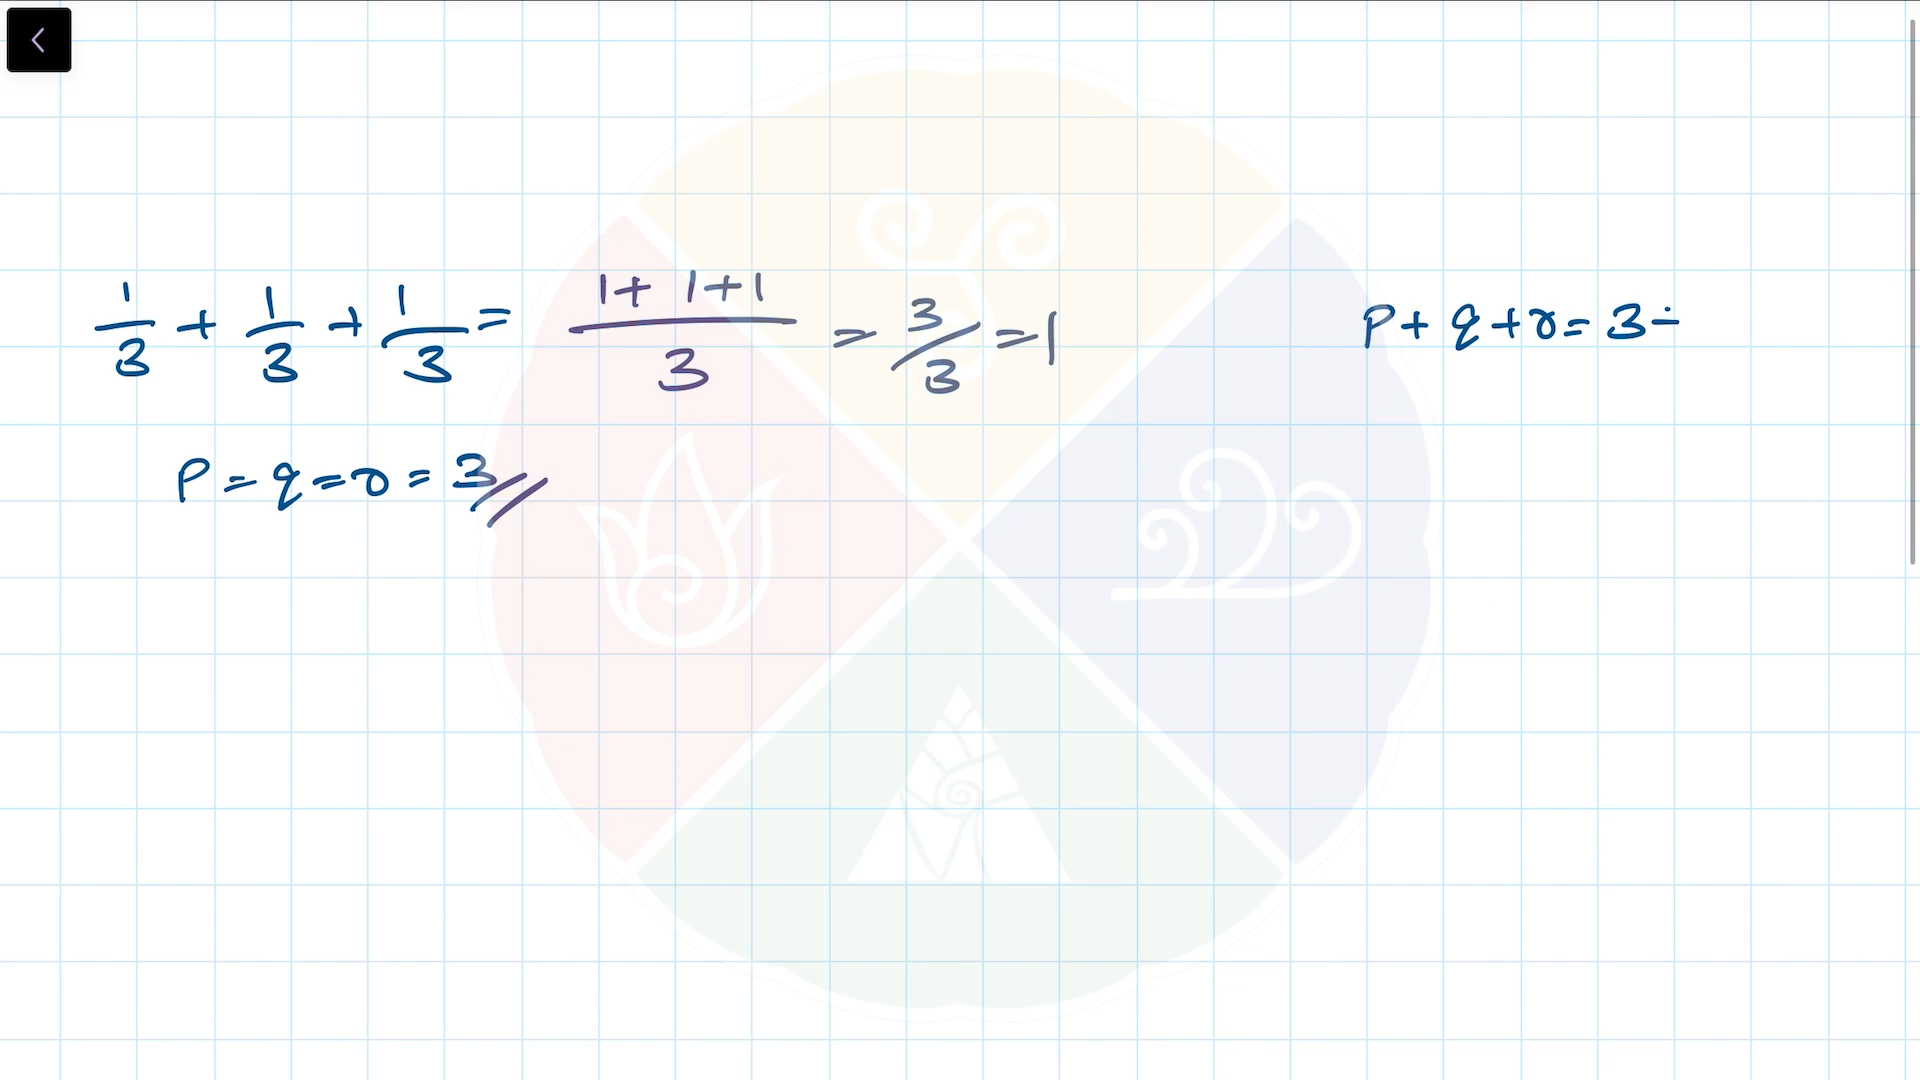 1/3 + 1/3 + 1/3 = (1+1+1)/3 = 3/3 = 1
p + q + r = 3 -
p = q = r = 3